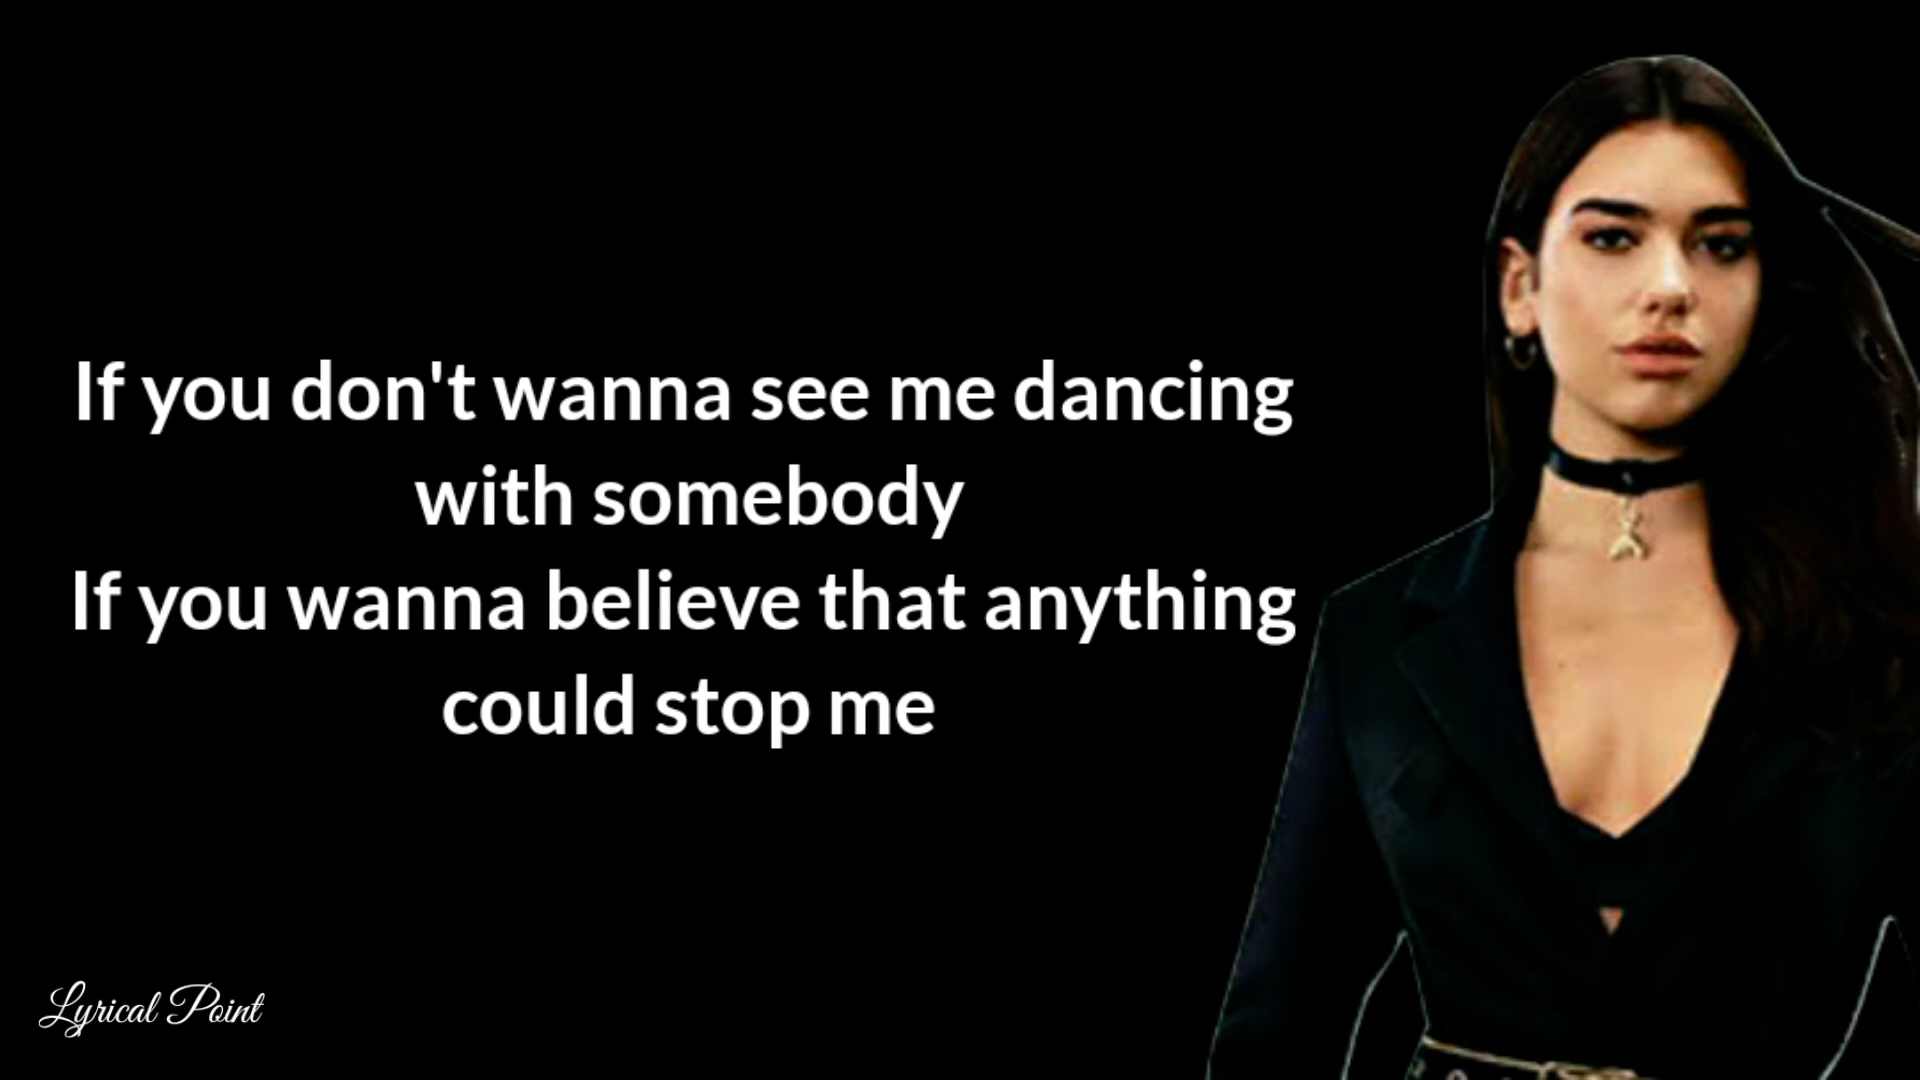 If you don't wanna see me dancing
with somebody
If you wanna believe that anything
could stop me
Lyrical Point